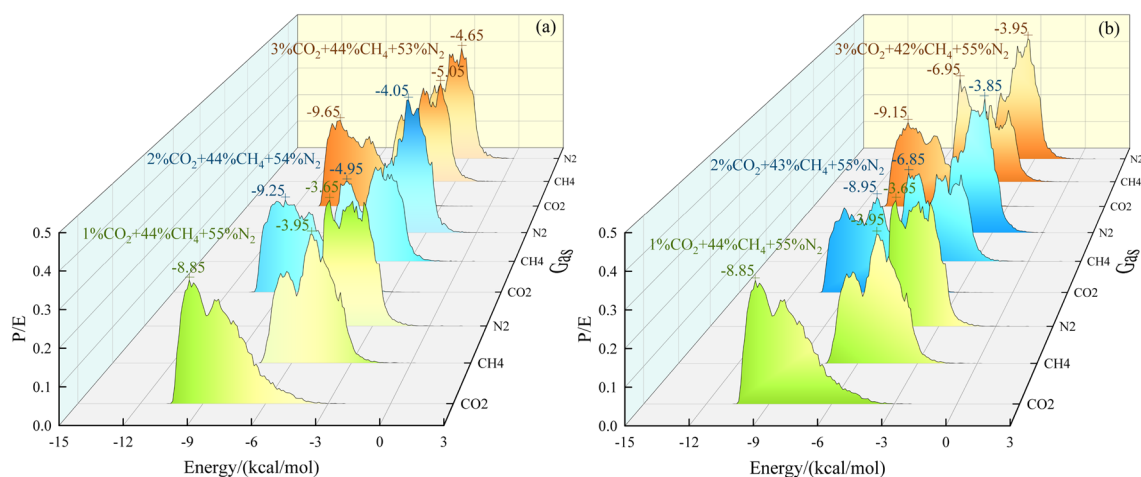 (a)
3%CO₂+44%CH₄+53%N₂
-4.65
-5.05
-4.05
-9.65
2%CO₂+44%CH₄+54%N₂
-4.95
-9.25
-3.65
1%CO₂+44%CH₄+55%N₂
-3.95
-8.85
P/E
0.5
0.4
0.3
0.2
0.1
0.0
-15
-12
-9
-6
-3
0
3
Energy/(kcal/mol)
N2
CH4
CO2
N2
CH4
CO2
N2
CH4
CO2
Gas
(b)
3%CO₂+42%CH₄+55%N₂
-3.95
-6.95
-3.85
-9.15
2%CO₂+43%CH₄+55%N₂
-6.85
-8.95
-3.65
1%CO₂+44%CH₄+55%N₂
-3.95
-8.85
P/E
0.5
0.4
0.3
0.2
0.1
0.0
-15
-12
-9
-6
-3
0
3
Energy/(kcal/mol)
N2
CH4
CO2
N2
CH4
CO2
N2
CH4
CO2
Gas